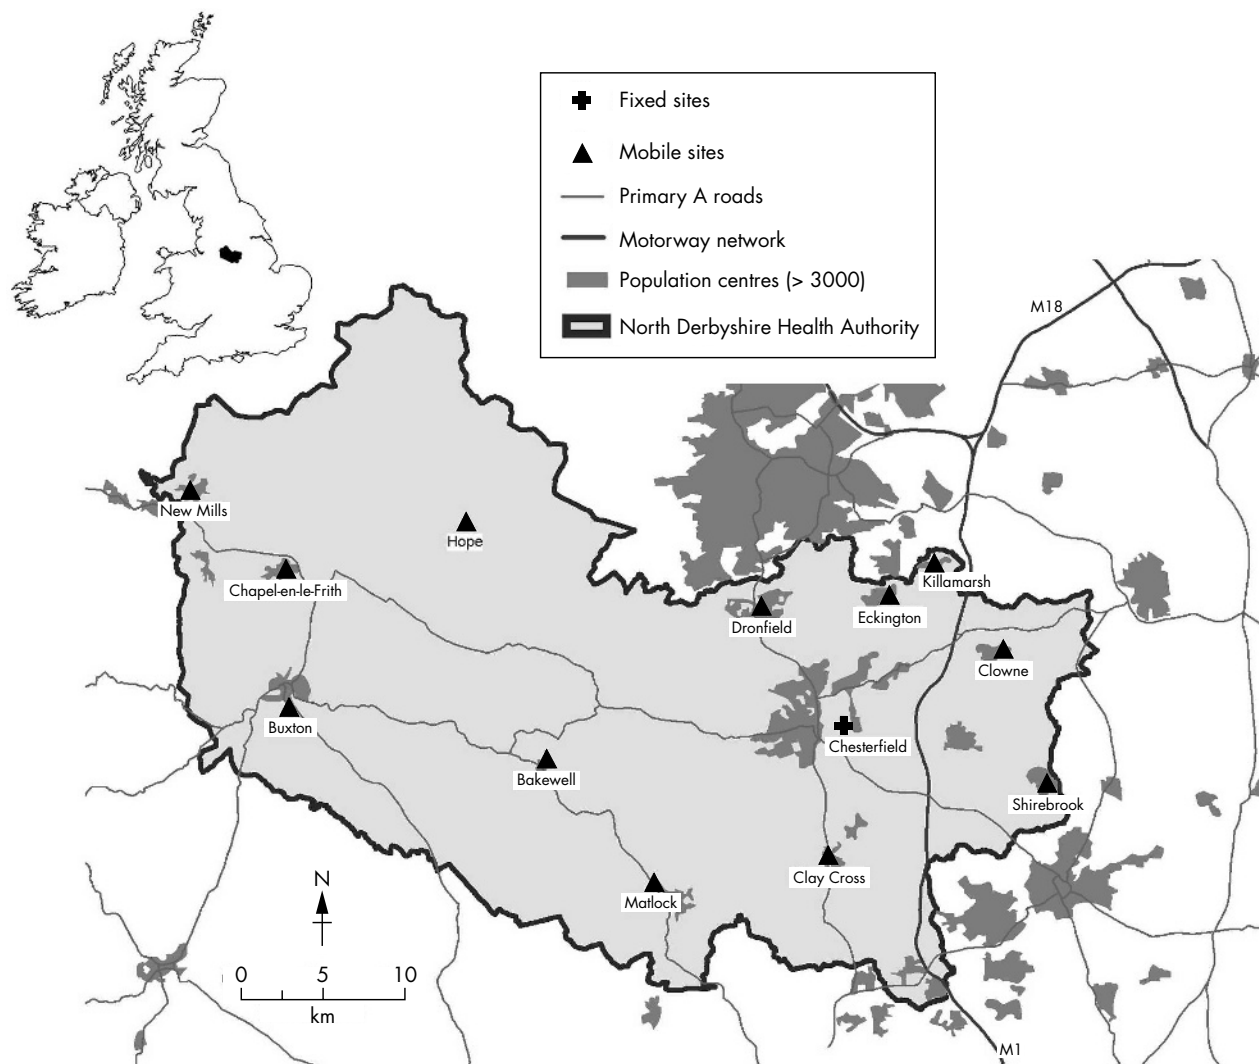 Fixed sites
Mobile sites
Primary A roads
Motorway network
Population centres (> 3000)
North Derbyshire Health Authority
M18
New Mills
Hope
Chapel-en-le-Frith
Killamarsh
Eckington
Dronfield
Clowne
Buxton
Chesterfield
Bakewell
Shirebrook
Clay Cross
Matlock
N
0 5 10
km
M1